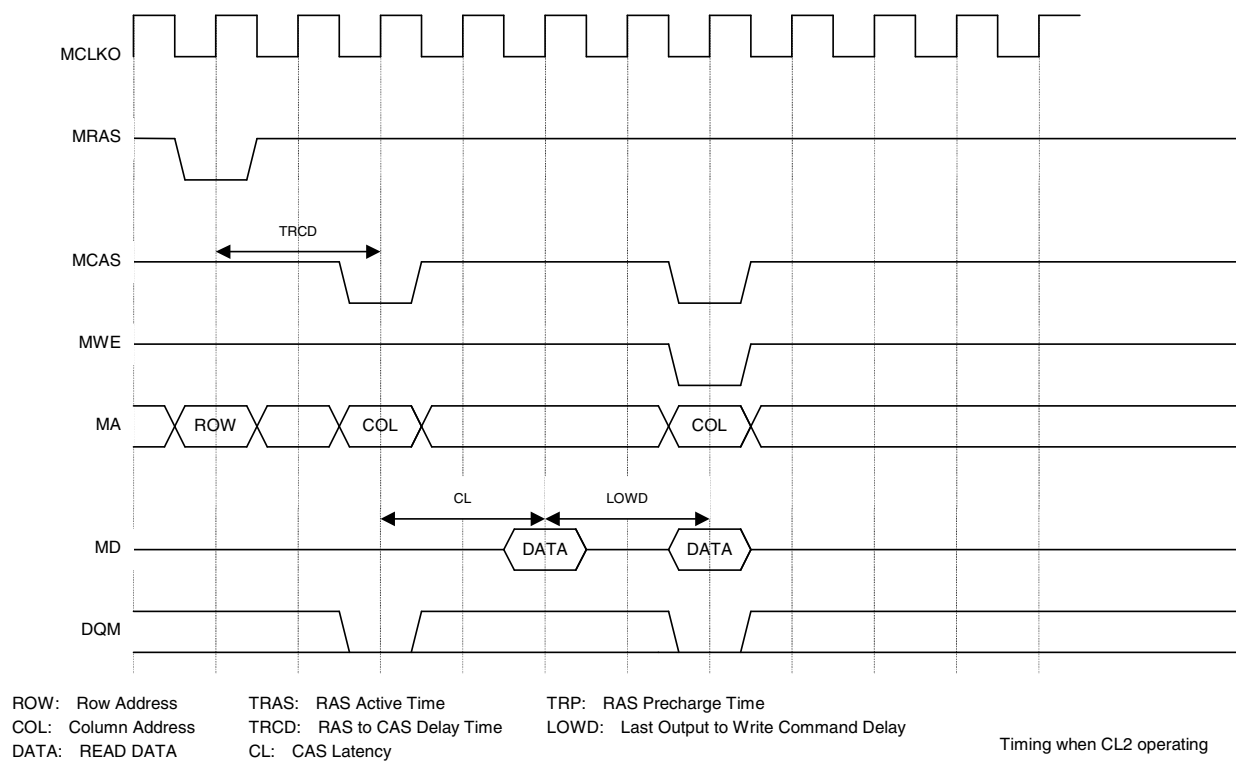 MCLKO
MRAS
TRCD
MCAS
MWE
MA ROW COL COL
CL LOWD
MD DATA DATA
DQM
ROW: Row Address TRAS: RAS Active Time TRP: RAS Precharge Time
COL: Column Address TRCD: RAS to CAS Delay Time LOWD: Last Output to Write Command Delay
DATA: READ DATA CL: CAS Latency Timing when CL2 operating